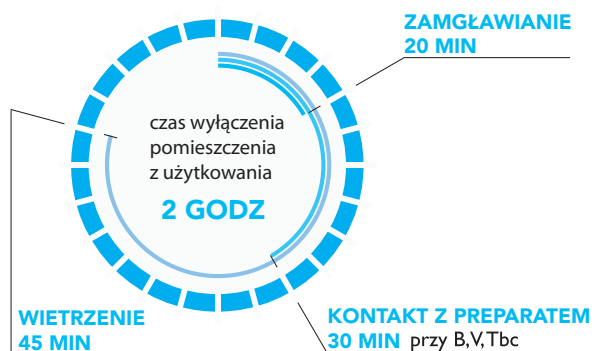 ZAMGŁAWIANIE
20 MIN
czas wyłączenia
pomieszczenia
z użytkowania
2 GODZ
WIETRZENIE
45 MIN
KONTAKT Z PREPARATEM
30 MIN przy B,V,Tbc